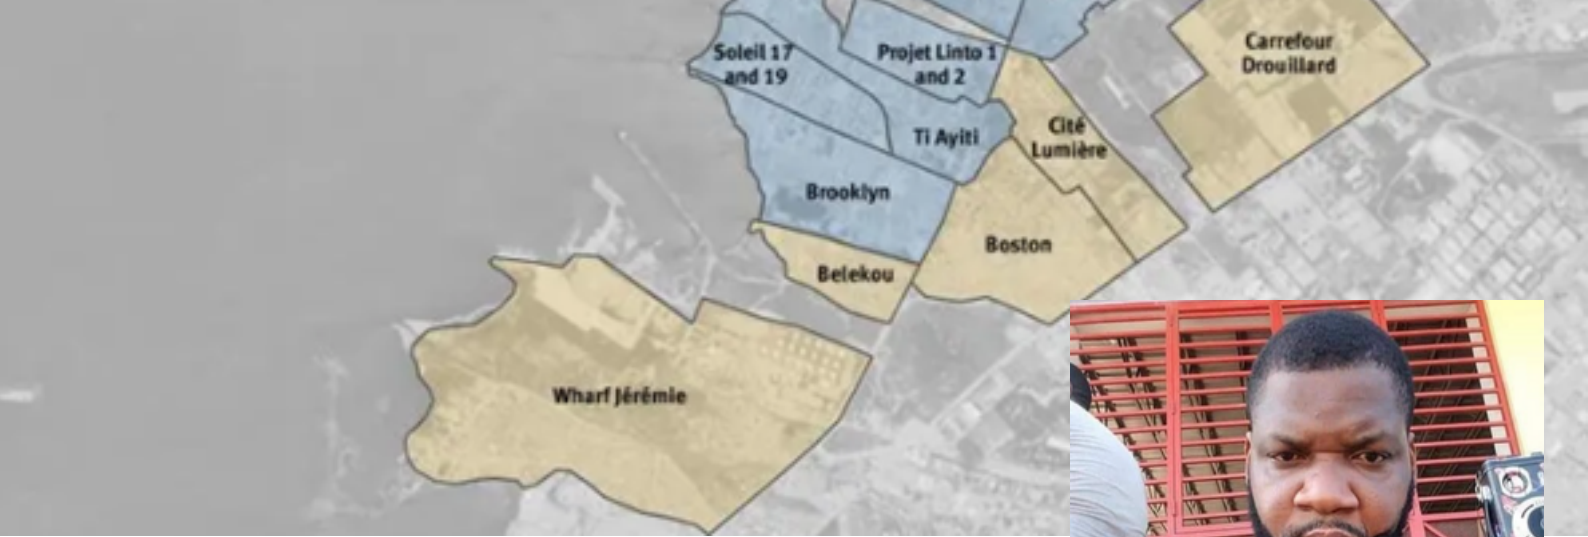 Soleil 17
and 19
Projet Linto 1
and 2
Carrefour
Drouillard
Ti Ayiti
Cité
Lumière
Brooklyn
Boston
Belekou
Wharf Jérémie